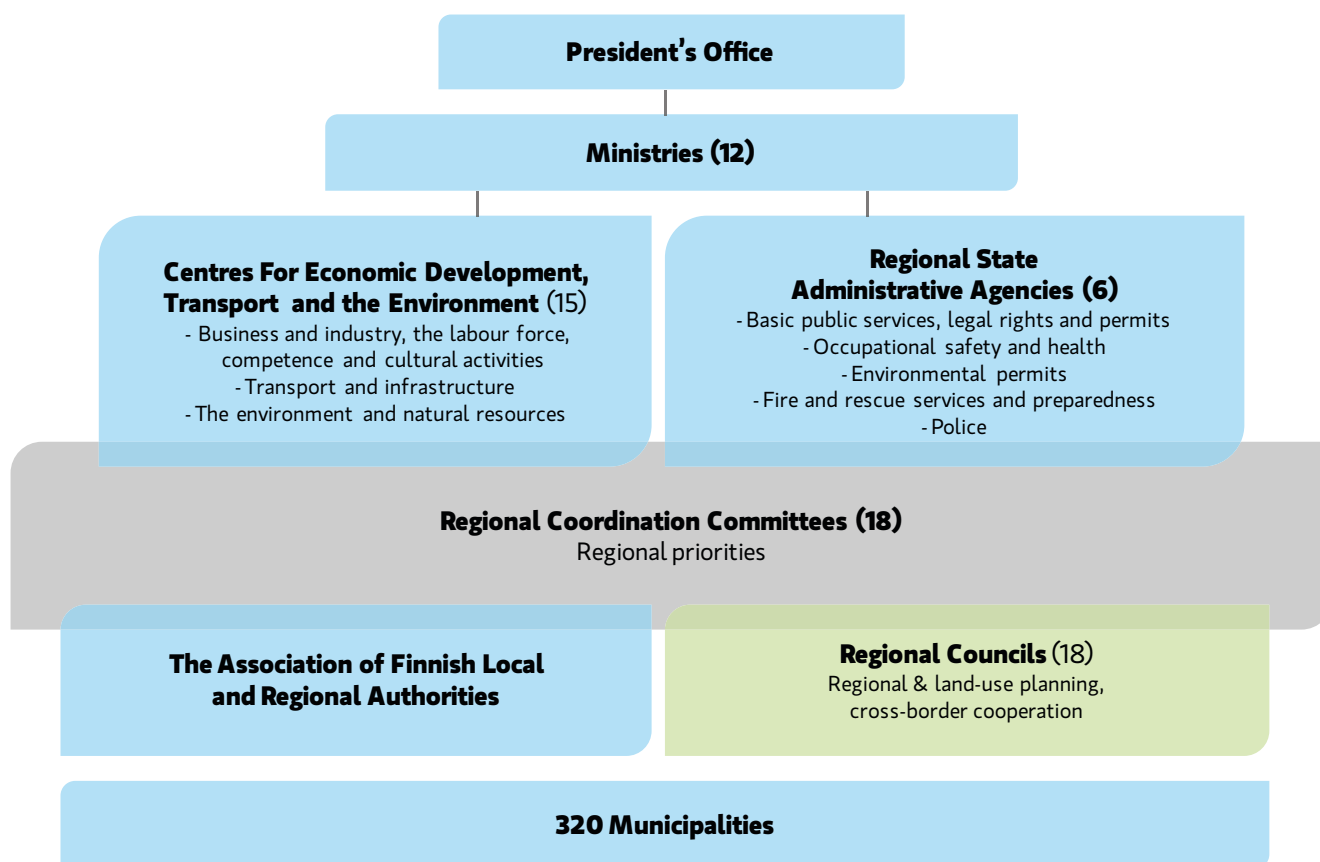 President’s Office
Ministries (12)
Centres For Economic Development,
Transport and the Environment (15)
- Business and industry, the labour force,
competence and cultural activities
- Transport and infrastructure
- The environment and natural resources
Regional State
Administrative Agencies (6)
- Basic public services, legal rights and permits
- Occupational safety and health
- Environmental permits
- Fire and rescue services and preparedness
- Police
Regional Coordination Committees (18)
Regional priorities
The Association of Finnish Local
and Regional Authorities
Regional Councils (18)
Regional & land-use planning,
cross-border cooperation
320 Municipalities